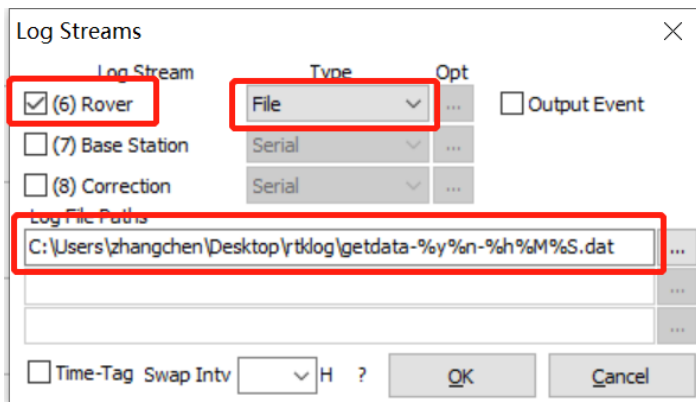 Log Streams
Log Stream Type Opt
(6) Rover File ... Output Event
(7) Base Station Serial ...
(8) Correction Serial ...
Log File Paths
C:\Users\zhangchen\Desktop\rtklog\getdata-%y%n-%h%M%S.dat ...
...
...
Time-Tag Swap Intv H ? OK Cancel